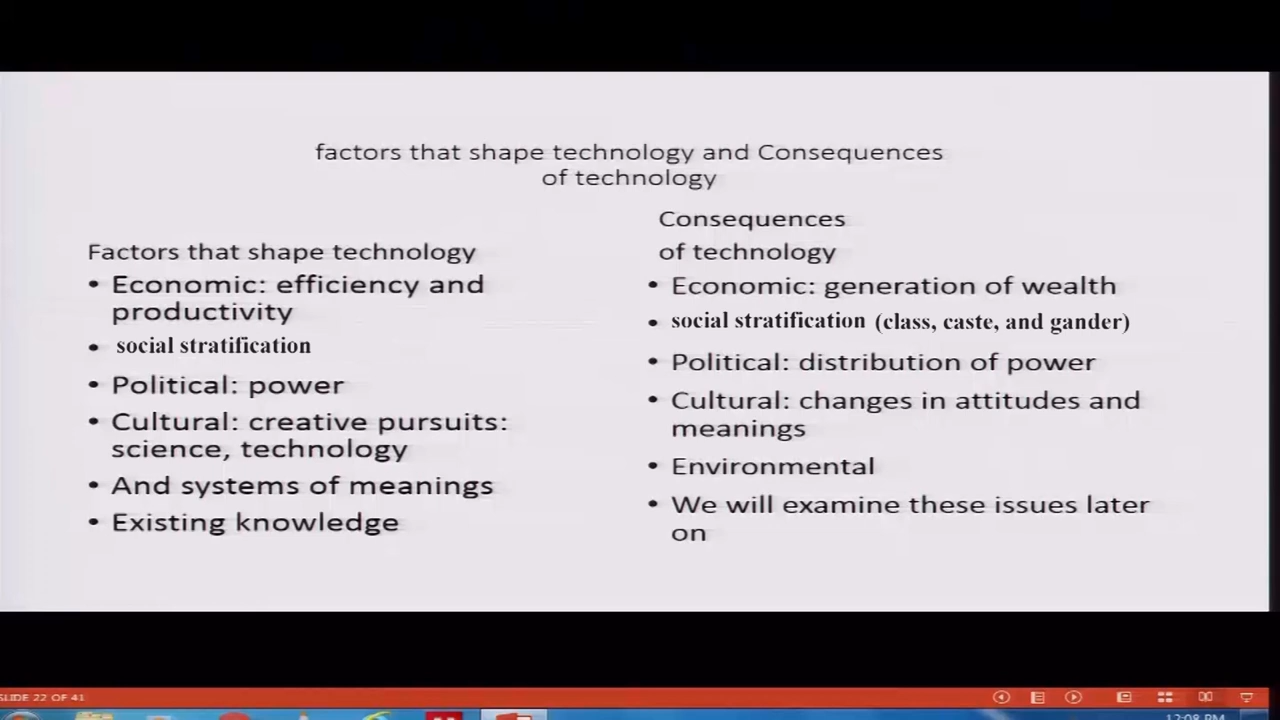 factors that shape technology and Consequences
of technology
Factors that shape technology
• Economic: efficiency and
productivity
• social stratification
• Political: power
• Cultural: creative pursuits:
science, technology
• And systems of meanings
• Existing knowledge
Consequences
of technology
• Economic: generation of wealth
• social stratification (class, caste, and gander)
• Political: distribution of power
• Cultural: changes in attitudes and
meanings
• Environmental
• We will examine these issues later
on
SLIDE 22 OF 41
12:08 PM